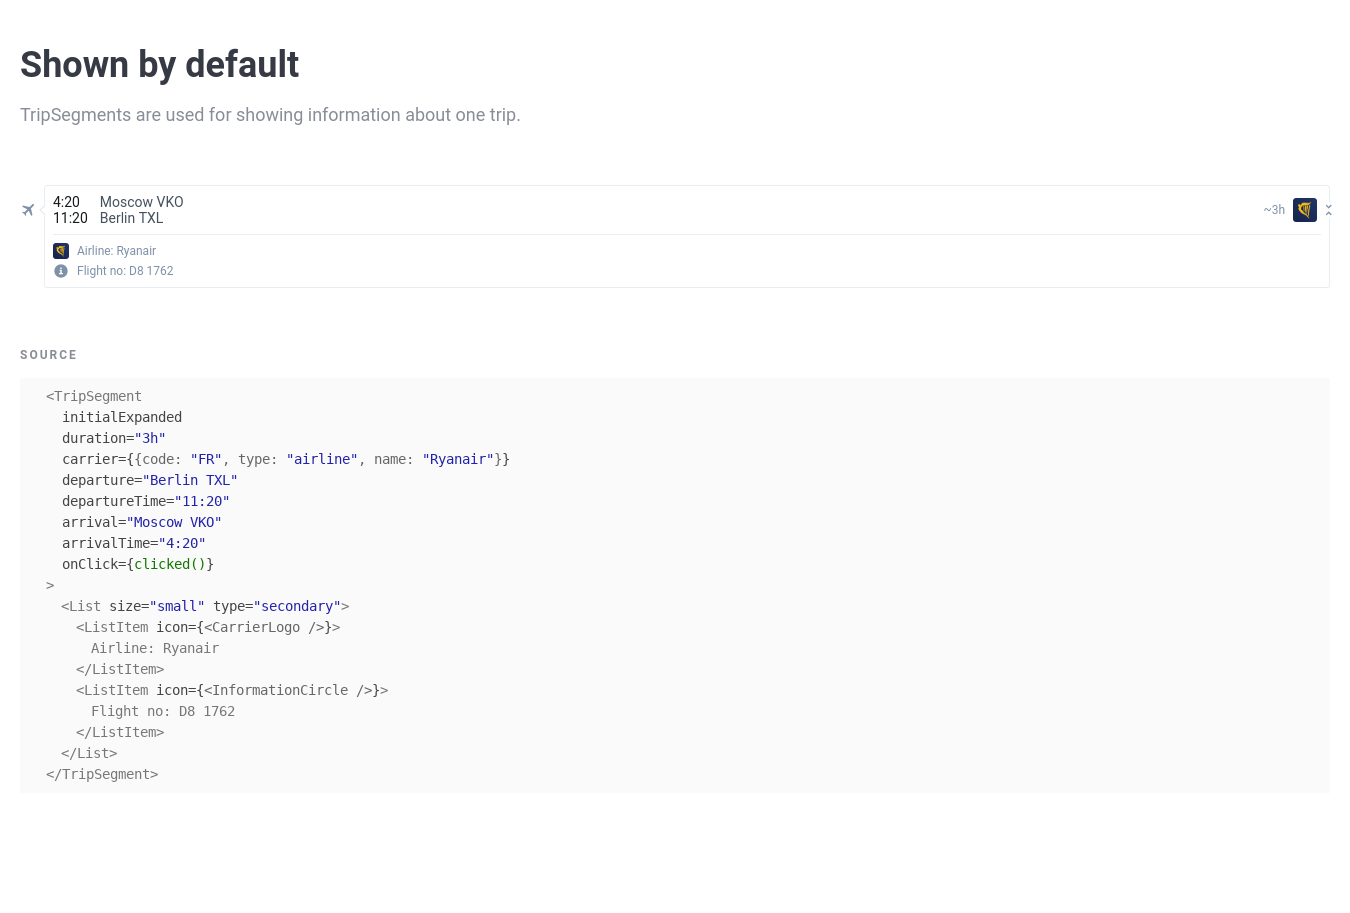 Shown by default
TripSegments are used for showing information about one trip.
4:20 Moscow VKO
11:20 Berlin TXL
~3h
Airline: Ryanair
Flight no: D8 1762
SOURCE
<TripSegment
initialExpanded
duration="3h"
carrier={{code: "FR", type: "airline", name: "Ryanair"}}
departure="Berlin TXL"
departureTime="11:20"
arrival="Moscow VKO"
arrivalTime="4:20"
onClick={clicked()}
>
<List size="small" type="secondary">
<ListItem icon={<CarrierLogo />}>
Airline: Ryanair
</ListItem>
<ListItem icon={<InformationCircle />}>
Flight no: D8 1762
</ListItem>
</List>
</TripSegment>